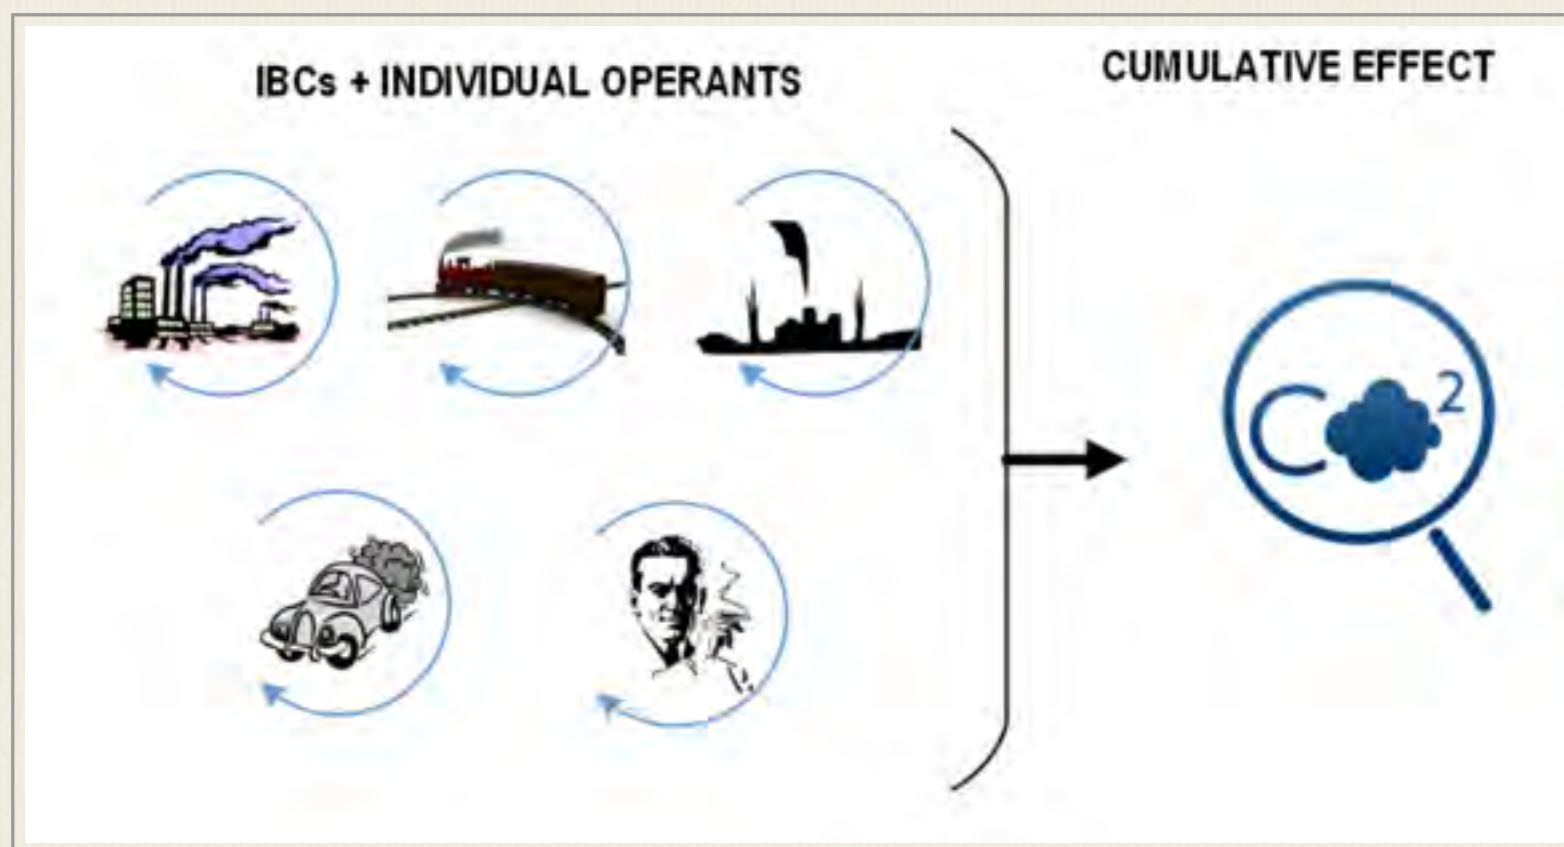 IBCs + INDIVIDUAL OPERANTS
CUMULATIVE EFFECT
CO2